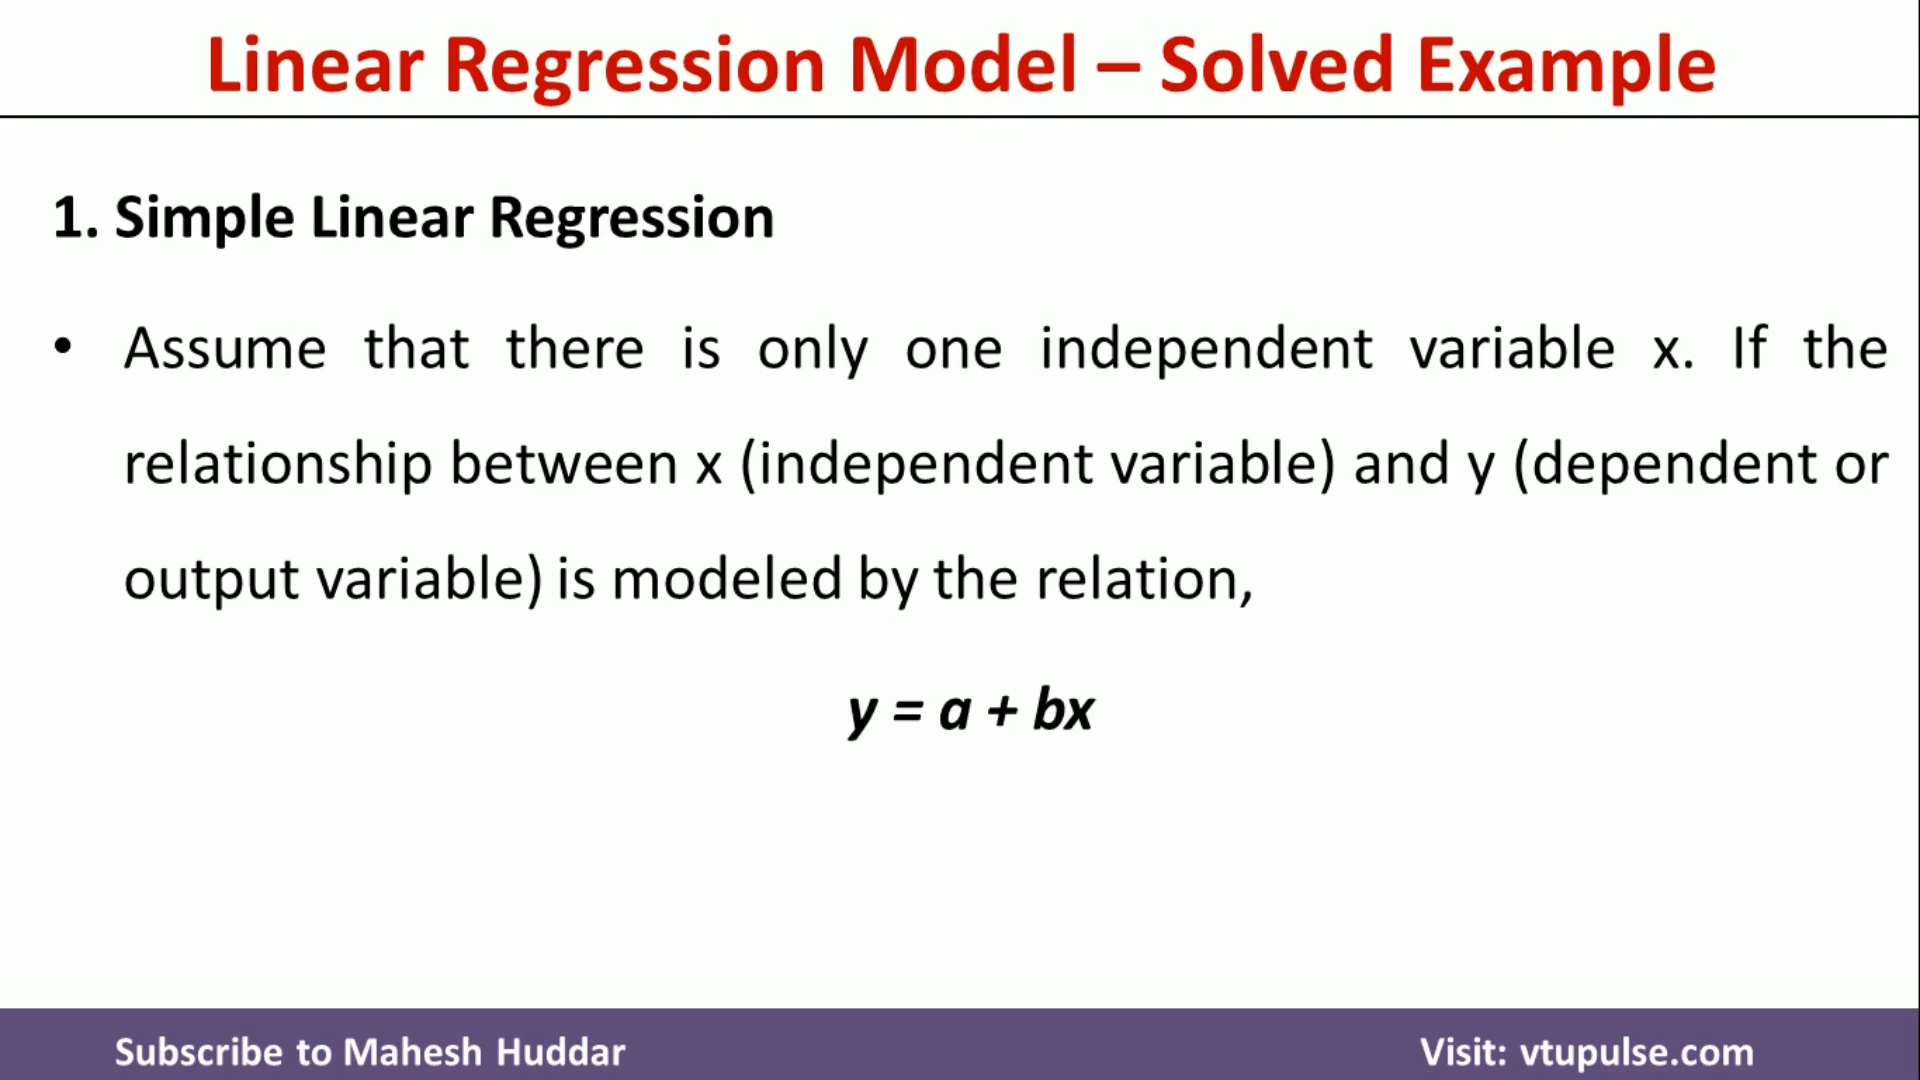 Linear Regression Model – Solved Example
1. Simple Linear Regression
• Assume that there is only one independent variable x. If the
relationship between x (independent variable) and y (dependent or
output variable) is modeled by the relation,
y = a + bx
Subscribe to Mahesh Huddar
Visit: vtupulse.com